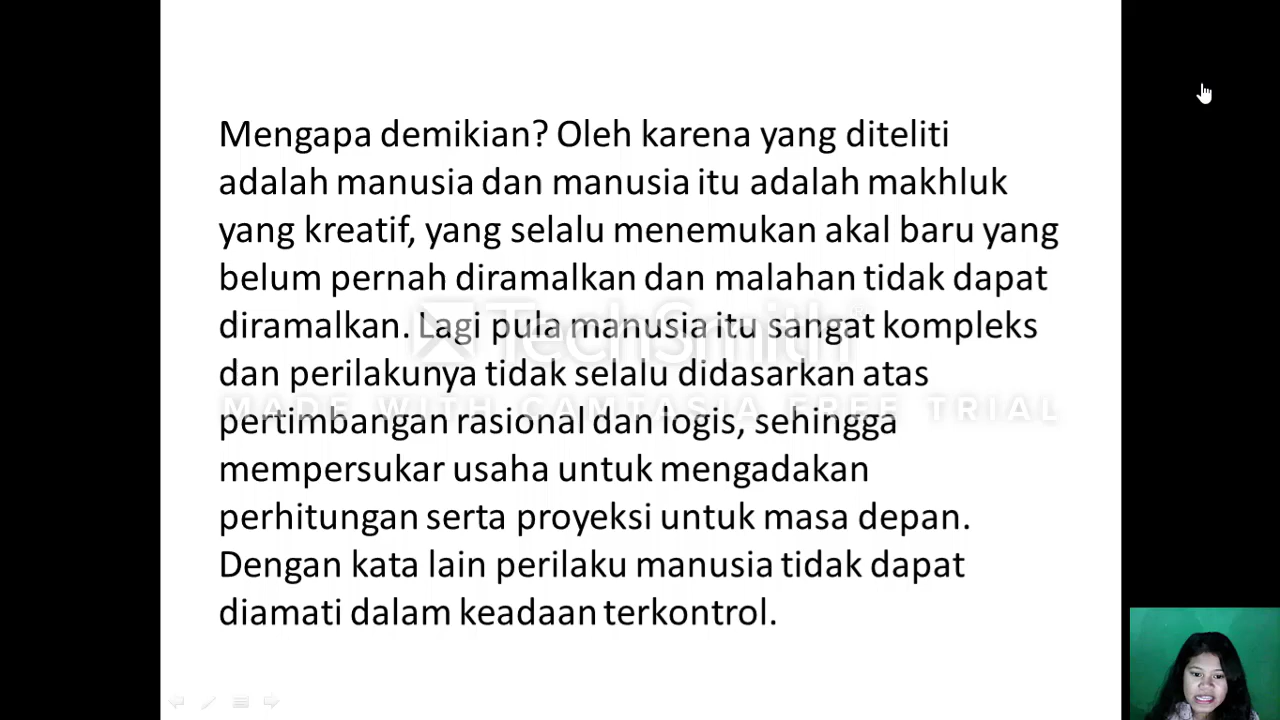 Mengapa demikian? Oleh karena yang diteliti
adalah manusia dan manusia itu adalah makhluk
yang kreatif, yang selalu menemukan akal baru yang
belum pernah diramalkan dan malahan tidak dapat
diramalkan. Lagi pula manusia itu sangat kompleks
TechSmith®
dan perilakunya tidak selalu didasarkan atas
MADE WITH CAMTASIA FREE TRIAL
pertimbangan rasional dan logis, sehingga
mempersukar usaha untuk mengadakan
perhitungan serta proyeksi untuk masa depan.
Dengan kata lain perilaku manusia tidak dapat
diamati dalam keadaan terkontrol.